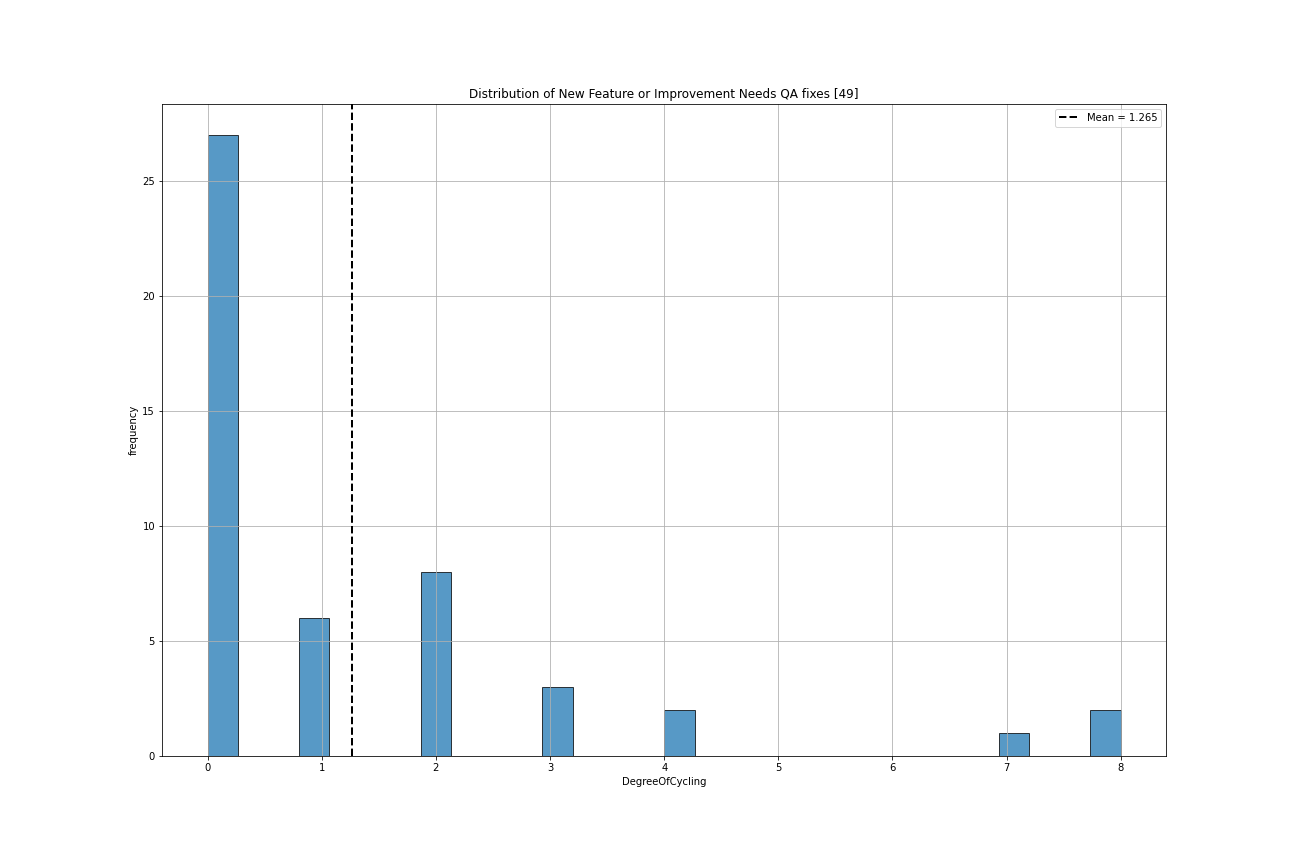 Distribution of New Feature or Improvement Needs QA fixes [49]
Mean = 1.265
25
20
15
10
5
0
frequency
0 1 2 3 4 5 6 7 8
DegreeOfCycling